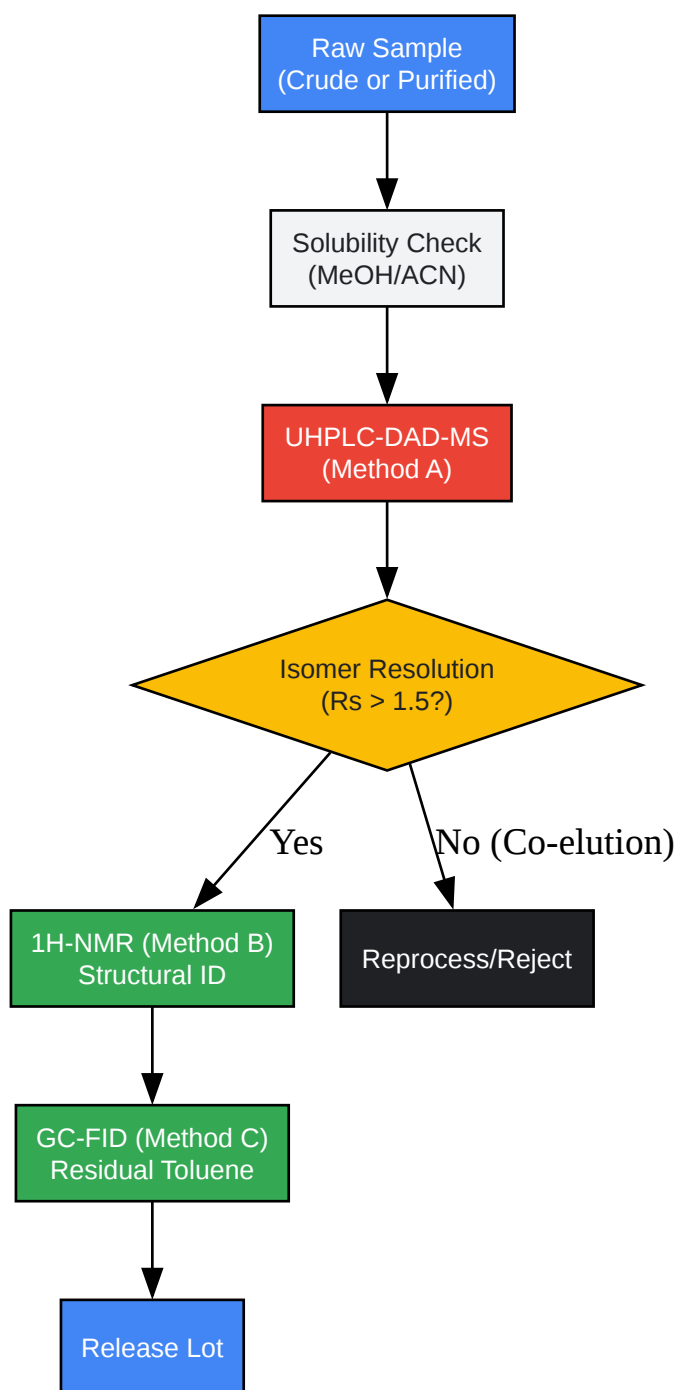 Raw Sample
(Crude or Purified)
Solubility Check
(MeOH/ACN)
UHPLC-DAD-MS
(Method A)
Isomer Resolution
(Rs > 1.5?)
Yes
No (Co-elution)
1H-NMR (Method B)
Structural ID
Reprocess/Reject
GC-FID (Method C)
Residual Toluene
Release Lot